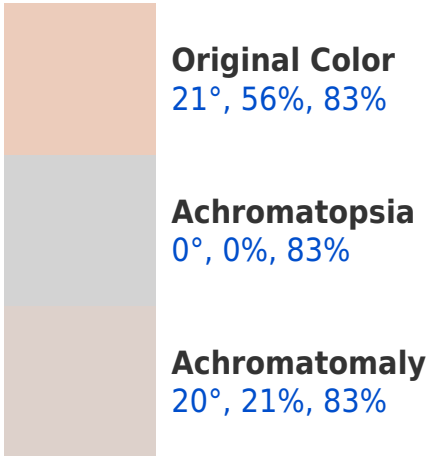 Original Color
21°, 56%, 83%
Achromatopsia
0°, 0%, 83%
Achromatomaly
20°, 21%, 83%